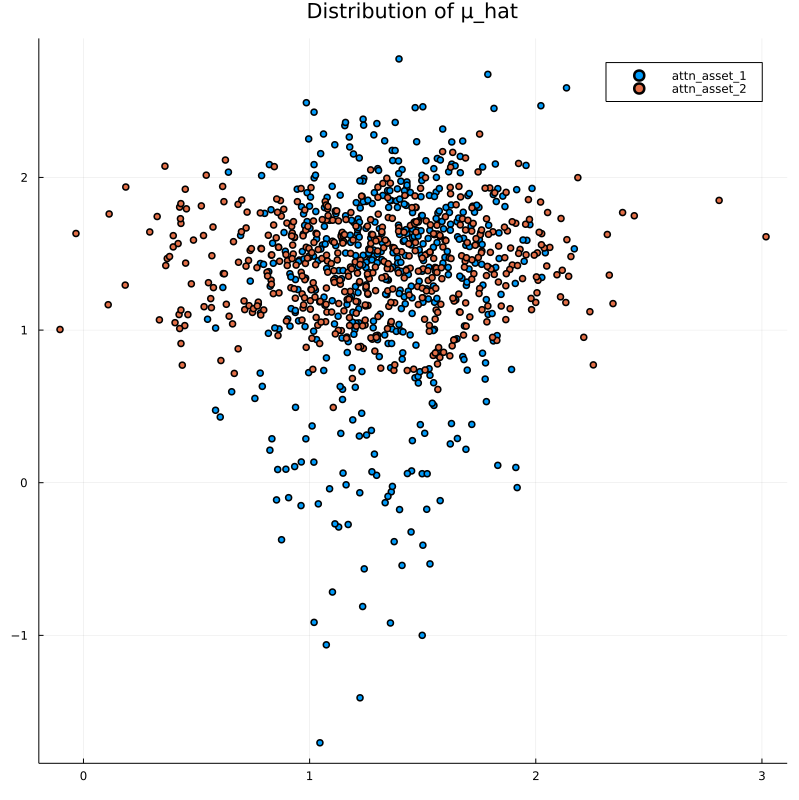 Distribution of μ_hat
attn_asset_1
attn_asset_2
2
1
0
−1
0
1
2
3